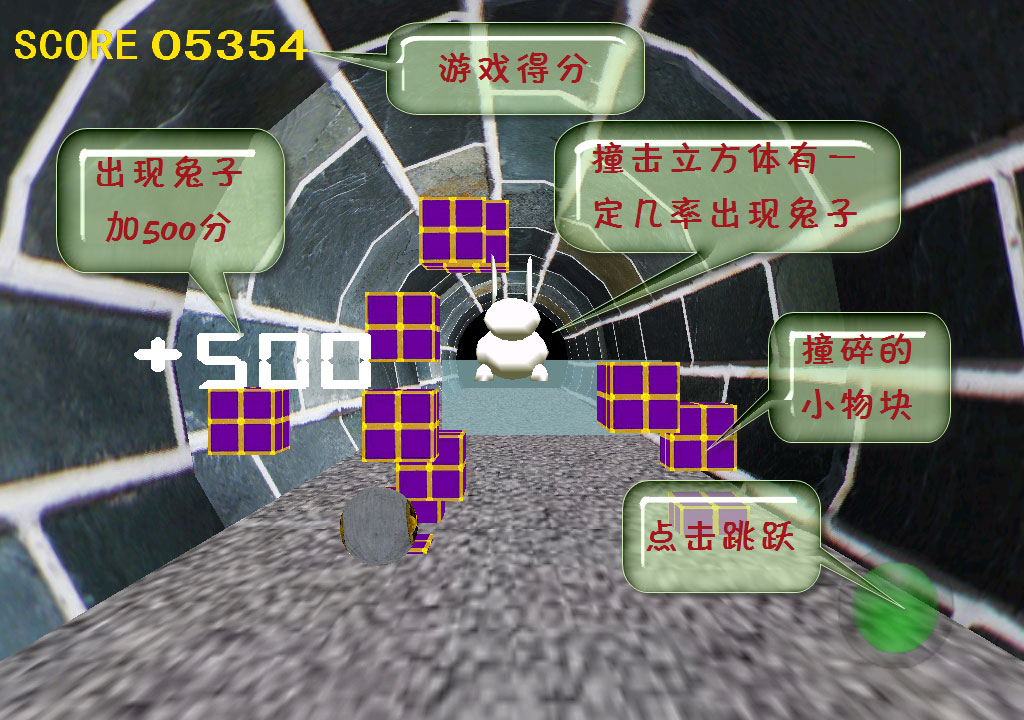 SCORE 05354
游戏得分
出现兔子
加500分
撞击立方体有一
定几率出现兔子
+500
撞碎的
小物块
点击跳跃